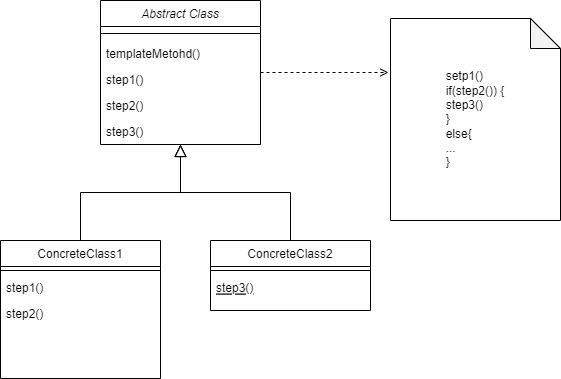 Abstract Class
templateMetohd()
step1()
step2()
step3()
setp1()
if(step2()) {
step3()
}
else{
...
}
ConcreteClass1
step1()
step2()
ConcreteClass2
step3()